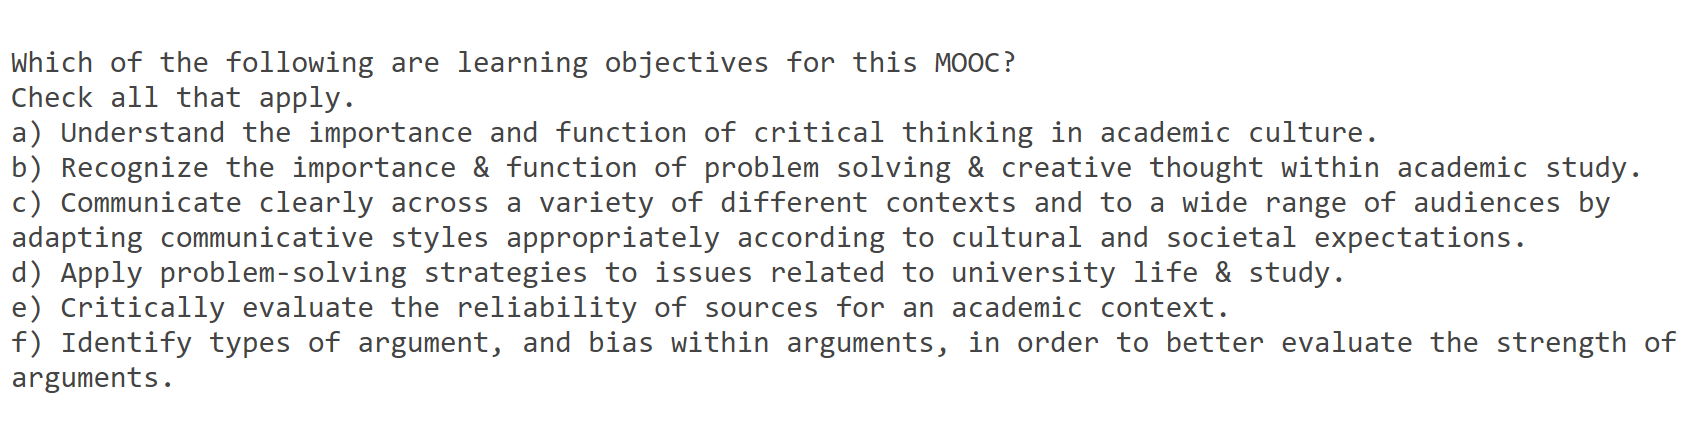 Which of the following are learning objectives for this MOOC?
Check all that apply.
a) Understand the importance and function of critical thinking in academic culture.
b) Recognize the importance & function of problem solving & creative thought within academic study.
c) Communicate clearly across a variety of different contexts and to a wide range of audiences by
adapting communicative styles appropriately according to cultural and societal expectations.
d) Apply problem-solving strategies to issues related to university life & study.
e) Critically evaluate the reliability of sources for an academic context.
f) Identify types of argument, and bias within arguments, in order to better evaluate the strength of
arguments.